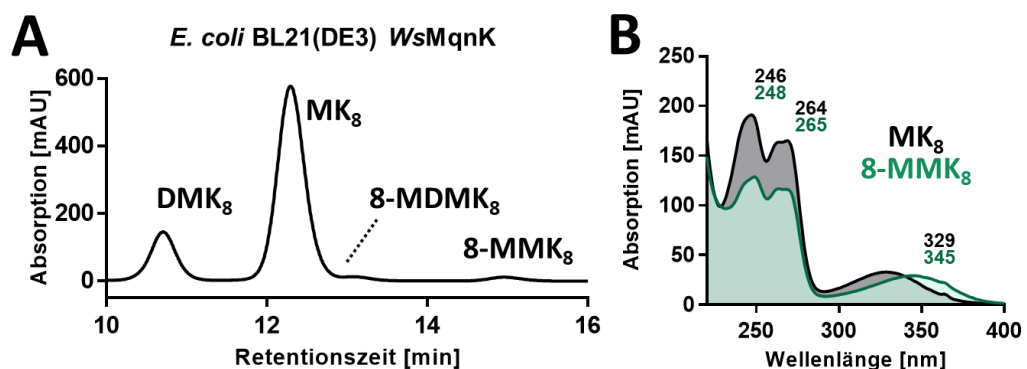 A
E. coli BL21(DE3) WsMqnK
Absorption [mAU]
600
400
200
0
DMK₈
MK₈
8-MDMK₈
8-MMK₈
10
12
14
16
Retentionszeit [min]
B
Absorption [mAU]
250
200
150
100
50
0
246
248
264
265
MK₈
8-MMK₈
329
345
250
300
350
400
Wellenlänge [nm]